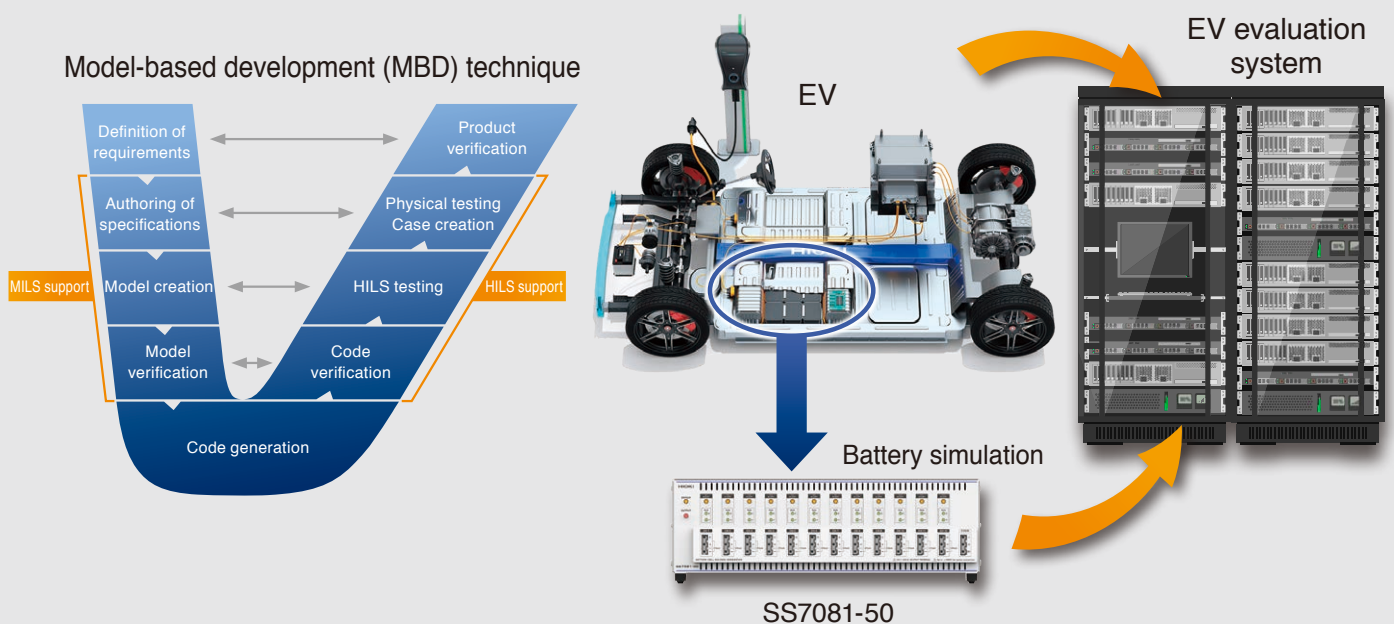 Model-based development (MBD) technique
Definition of
requirements
Product
verification
Authoring of
specifications
Physical testing
Case creation
MILS support
Model creation
HILS testing
HILS support
Model
verification
Code
verification
Code generation
EV
EV evaluation
system
Battery simulation
HIOKI
SS7081-50